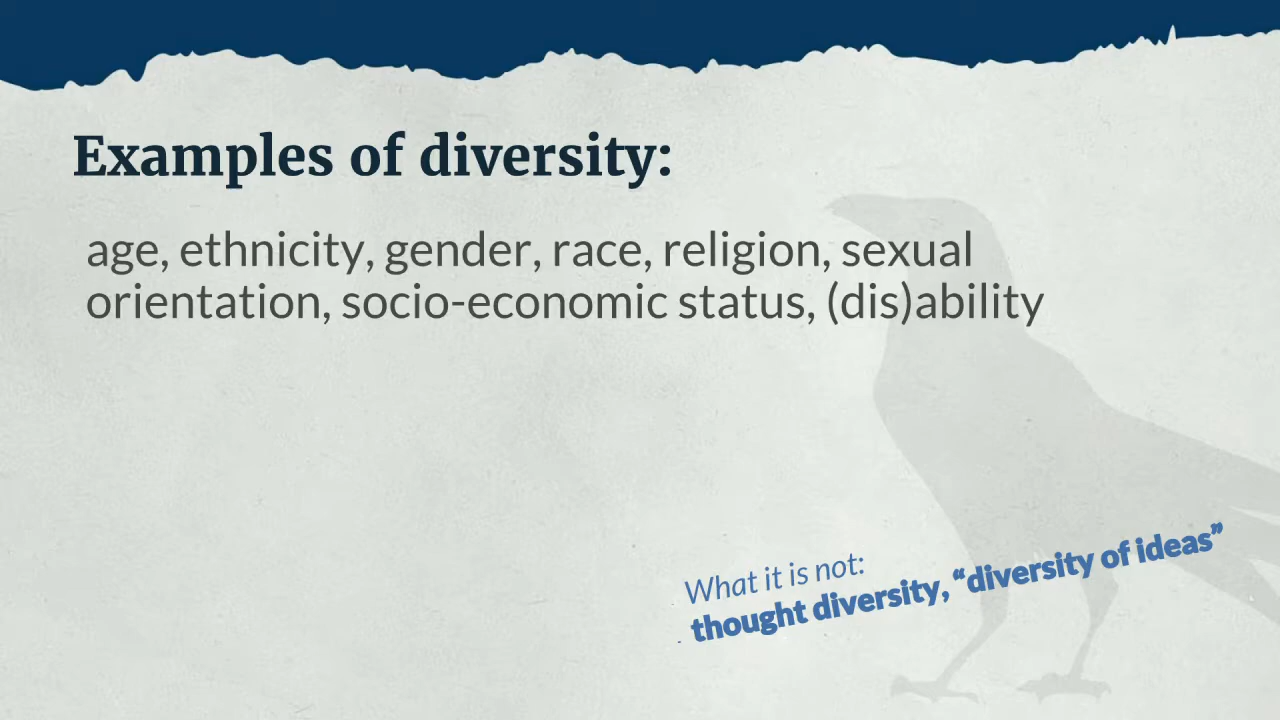 Examples of diversity:
age, ethnicity, gender, race, religion, sexual
orientation, socio-economic status, (dis)ability
What it is not:
thought diversity, “diversity of ideas”